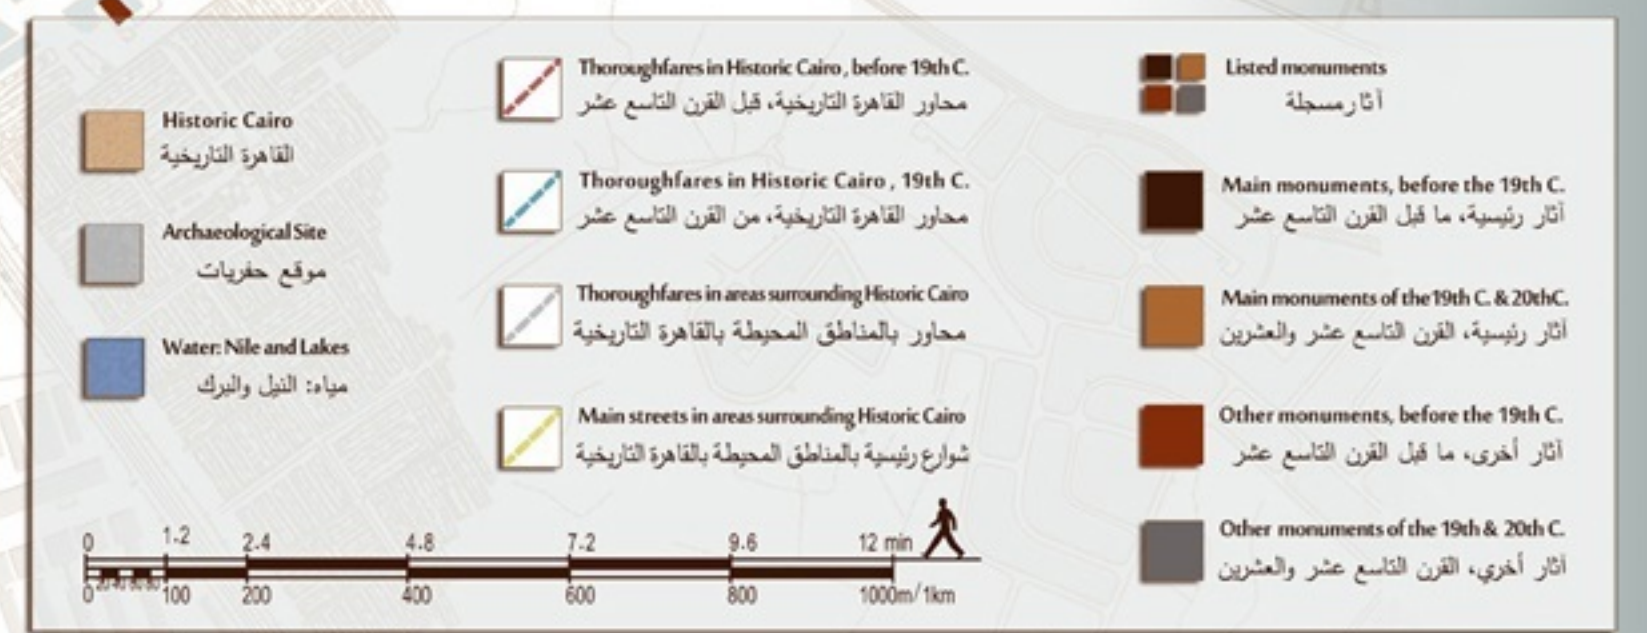 Historic Cairo
القاهرة التاريخية
Archaeological Site
موقع حفريات
Water: Nile and Lakes
مياه: النيل والبرك
Thoroughfares in Historic Cairo, before 19th C.
محاور القاهرة التاريخية، قبل القرن التاسع عشر
Thoroughfares in Historic Cairo, 19th C.
محاور القاهرة التاريخية، من القرن التاسع عشر
Thoroughfares in areas surrounding Historic Cairo
محاور بالمناطق المحيطة بالقاهرة التاريخية
Main streets in areas surrounding Historic Cairo
شوارع رئيسية بالمناطق المحيطة بالقاهرة التاريخية
Listed monuments
آثار مسجلة
Main monuments, before the 19th C.
آثار رئيسية، ما قبل القرن التاسع عشر
Main monuments of the 19th C. & 20th C.
آثار رئيسية، القرن التاسع عشر والعشرين
Other monuments, before the 19th C.
آثار أخرى، ما قبل القرن التاسع عشر
Other monuments of the 19th & 20th C.
آثار أخري، القرن التاسع عشر والعشرين
0 1.2 2.4 4.8 7.2 9.6 12 min
0 20 40 60 80 100 200 400 600 800 1000m/1km